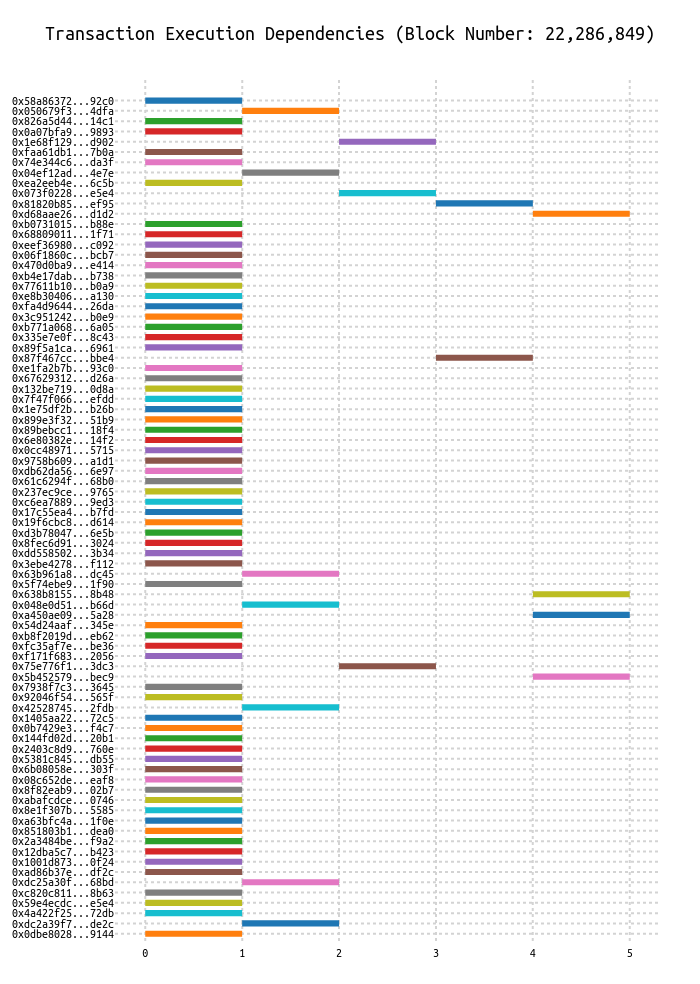 Transaction Execution Dependencies (Block Number: 22,286,849)
0x58a86372...92c0
0x050679f3...4dfa
0x826a5d44...14c1
0x0a07bfa9...9893
0x1e68f129...d902
0xfaa61db1...7b0a
0x74e344c6...da3f
0x04ef12ad...4e7e
0xea2eeb4e...6c5b
0x073f0228...e5e4
0x81820b85...ef95
0xd68aae26...d1d2
0xb0731015...b88e
0x68809011...1f71
0xeef36980...c092
0x06f1860c...bcb7
0x470d0ba9...e414
0xb4e17dab...b738
0x77611b10...b0a9
0xe8b30406...a130
0xfa4d9644...26da
0x3c951242...b0e9
0xb771a068...6a05
0x335e7e0f...8c43
0x89f5a1ca...6961
0x87f467cc...bbe4
0xe1fa2b7b...93c0
0x67629312...d26a
0x132be719...0d8a
0x7f47f066...efdd
0x1e75df2b...b26b
0x899e3f32...51b9
0x89bebcc1...18f4
0x6e80382e...14f2
0x0cc48971...5715
0x9758b609...a1d1
0xdb62da56...6e97
0x61c6294f...68b0
0x237ec9ce...9765
0xc6ea7889...9ed3
0x17c55ea4...b7fd
0x19f6cbc8...d614
0xd3b78047...6e5b
0x8fec6d91...3024
0xdd558502...3b34
0x3ebe4278...f112
0x63b961a8...dc45
0x5f74ebe9...1f90
0x638b8155...8b48
0x048e0d51...b66d
0xa450ae09...5a28
0x54d24aaf...345e
0xb8f2019d...eb62
0xfc35af7e...be36
0xf171f683...2056
0x75e776f1...3dc3
0x5b452579...bec9
0x7938f7c3...3645
0x92046f54...565f
0x42528745...2fdb
0x1405aa22...72c5
0x0b7429e3...f4c7
0x144fd02d...20b1
0x2403c8d9...760e
0x5381c845...db55
0x6b08058e...303f
0x08c652de...eaf8
0x8f82eab9...02b7
0xabafcdce...0746
0x8e1f307b...5585
0xa63bfc4a...1f0e
0x851803b1...dea0
0x2a3484be...f9a2
0x12dba5c7...b423
0x1001d873...0f24
0xad86b37e...df2c
0xdc25a30f...68bd
0xc820c811...8b63
0x59e4ecdc...e5e4
0x4a422f25...72db
0xdc2a39f7...de2c
0x0dbe8028...9144
0 1 2 3 4 5